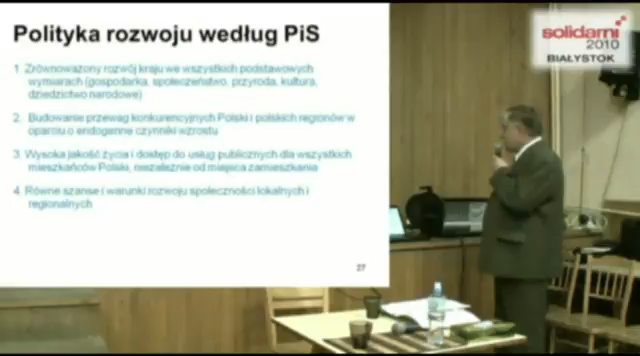 Polityka rozwoju według PiS
1. Zrównoważony rozwój kraju we wszystkich podstawowych
wymiarach (gospodarka, społeczeństwo, przyroda, kultura,
dziedzictwo narodowe)
2. Budowanie przewag konkurencyjnych Polski i polskich regionów w
oparciu o endogenne czynniki wzrostu
3. Wysoka jakość życia i dostęp do usług publicznych dla wszystkich
mieszkańców Polski, niezależnie od miejsca zamieszkania
4. Równe szanse i warunki rozwoju społeczności lokalnych i
regionalnych
27
solidarni
2010
BIAŁYSTOK